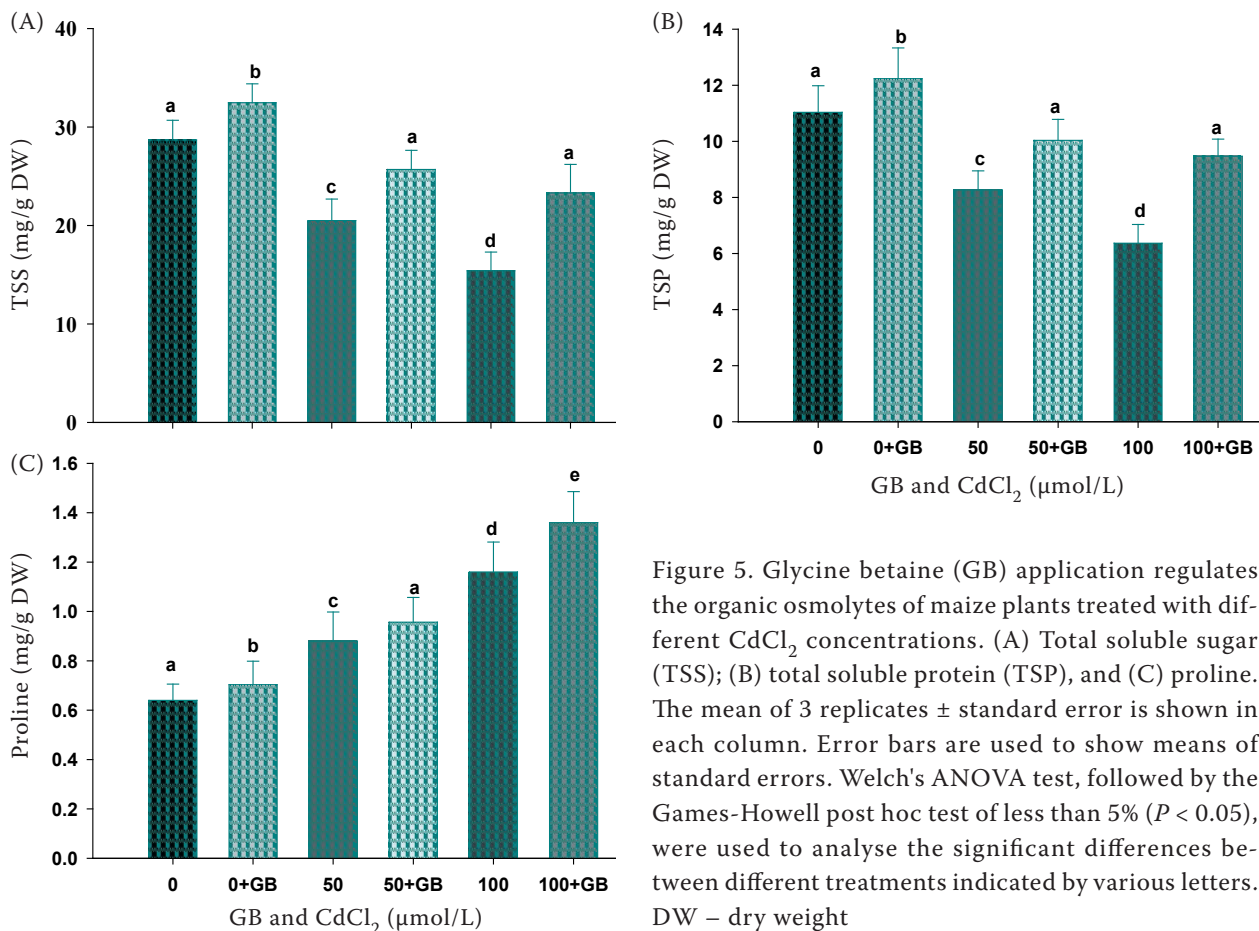 (A)
40
30
20
10
0
TSS (mg/g DW)
a
b
c
a
d
a
(B)
14
12
10
8
6
4
2
0
TSP (mg/g DW)
a
b
c
a
d
a
0 0+GB 50 50+GB 100 100+GB
GB and CdCl₂ (μmol/L)
(C)
1.6
1.4
1.2
1.0
0.8
0.6
0.4
0.2
0.0
Proline (mg/g DW)
a
b
c
a
d
e
0 0+GB 50 50+GB 100 100+GB
GB and CdCl₂ (μmol/L)
Figure 5. Glycine betaine (GB) application regulates
the organic osmolytes of maize plants treated with dif-
ferent CdCl₂ concentrations. (A) Total soluble sugar
(TSS); (B) total soluble protein (TSP), and (C) proline.
The mean of 3 replicates ± standard error is shown in
each column. Error bars are used to show means of
standard errors. Welch's ANOVA test, followed by the
Games-Howell post hoc test of less than 5% (P < 0.05),
were used to analyse the significant differences be-
tween different treatments indicated by various letters.
DW – dry weight